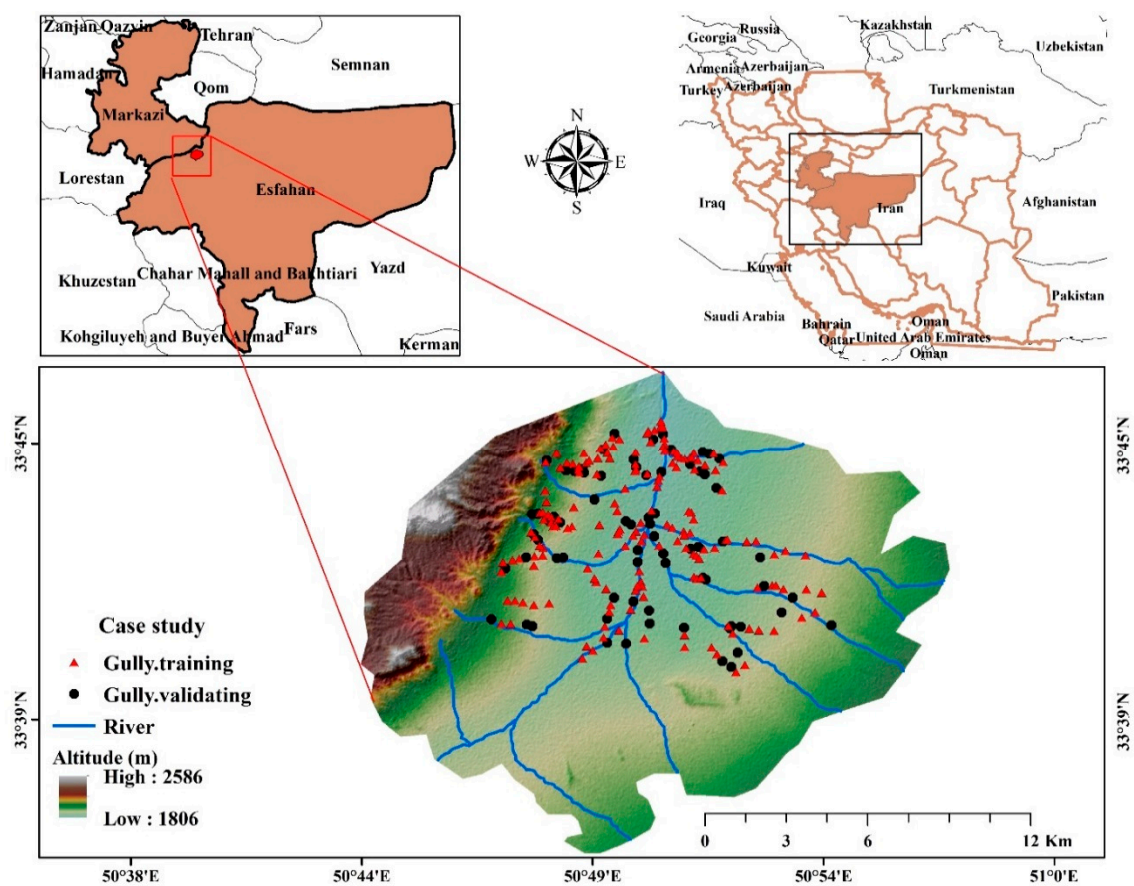 Zanjan Qazvin
Tehran
Hamadan
Semnan
Qom
Markazi
Lorestan
Esfahan
Khuzestan
Chahar Mahall and Bakhtiari
Yazd
Kohgiluyeh and Buyer Ahmad
Fars
Kerman
N
W
E
S
Kazakhstan
Russia
Georgia
Uzbekistan
Armenia
Azerbaijan
Turkey
Azerbaijan
Turkmenistan
Iraq
Iran
Afghanistan
Kuwait
Pakistan
Saudi Arabia
Bahrain
Oman
Qatar
United Arab Emirates
Oman
33°45'N
33°45'N
33°39'N
33°39'N
Case study
Gully.training
Gully.validating
River
Altitude (m)
High : 2586
Low : 1806
0 3 6 12 Km
50°38'E
50°44'E
50°49'E
50°54'E
51°0'E